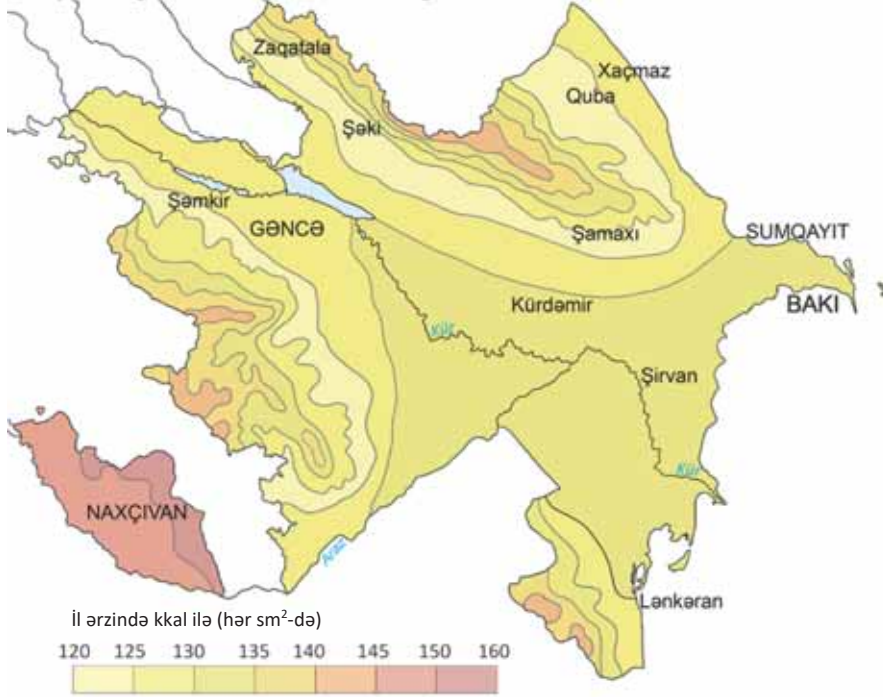 Zaqatala
Xaçmaz
Quba
Şəki
Şəmkir
GƏNCƏ
Şamaxı
SUMQAYIT
Kürdəmir
BAKI
Kür
Şirvan
Kür
NAXÇIVAN
Araz
Lənkəran
İl ərzində kkal ilə (hər sm²-də)
120 125 130 135 140 145 150 160